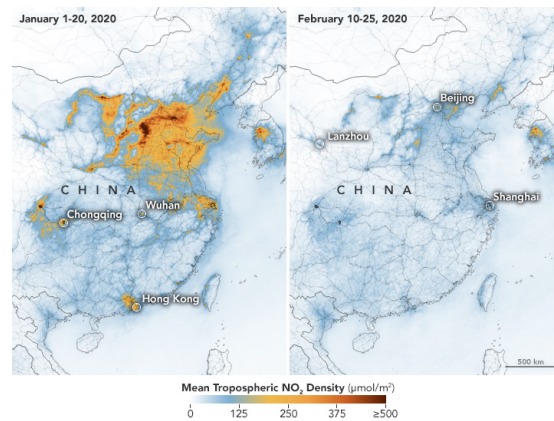 January 1-20, 2020
February 10-25, 2020
Beijing
Lanzhou
CHINA
CHINA
Wuhan
Chongqing
Shanghai
Hong Kong
500 km
Mean Tropospheric NO₂ Density (μmol/m²)
0 125 250 375 ≥500